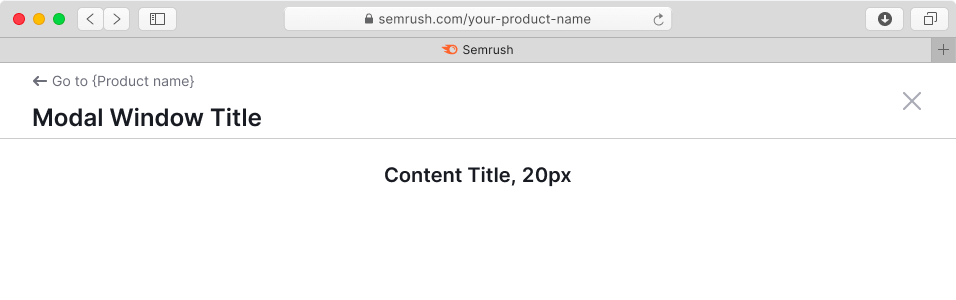 semrush.com/your-product-name
Semrush
Go to {Product name}
Modal Window Title
Content Title, 20px